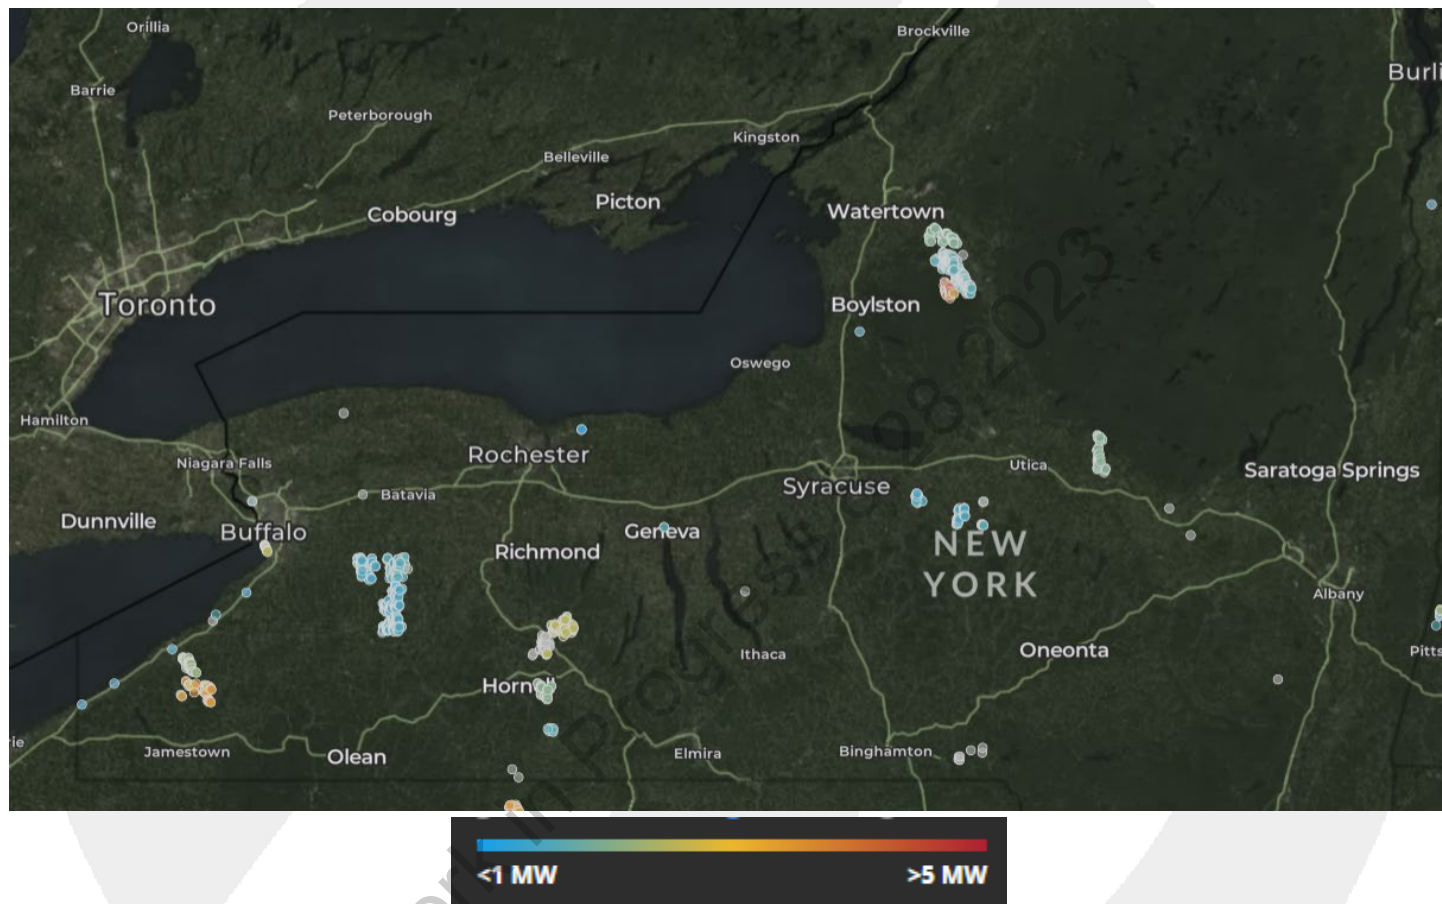 Orillia
Brockville
Barrie
Burli
Peterborough
Kingston
Belleville
Picton
Watertown
Cobourg
Toronto
Boylston
Oswego
Hamilton
Rochester
Niagara Falls
Utica
Saratoga Springs
Syracuse
Batavia
Dunnville
Buffalo
Geneva
Richmond
NEW
YORK
Albany
Ithaca
Oneonta
Pitts
Horn
rie
Jamestown
Olean
Elmira
Binghamton
<1 MW
>5 MW